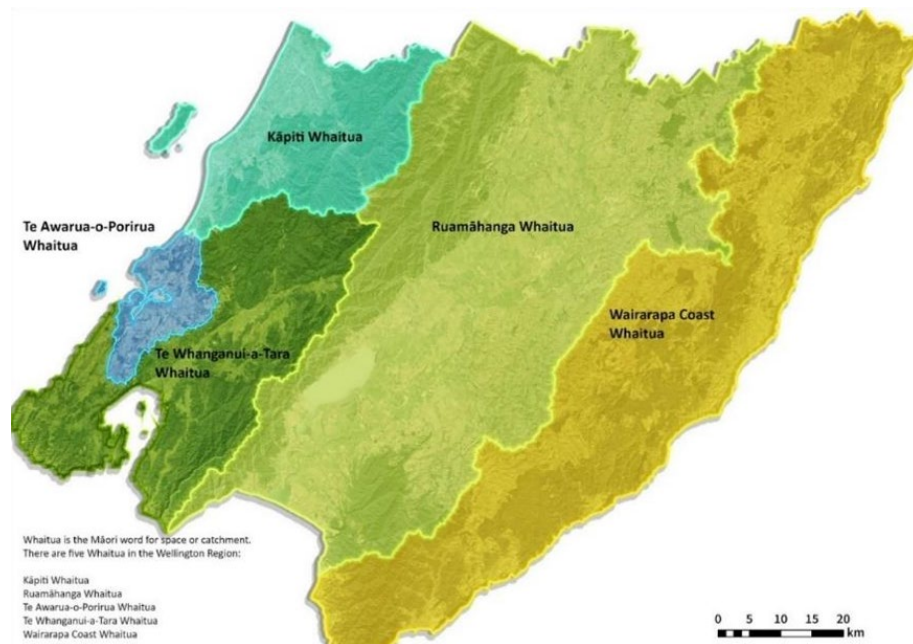 Kāpiti Whaitua
Te Awarua-o-Porirua
Whaitua
Ruamāhanga Whaitua
Wairarapa Coast
Whaitua
Te Whanganui-a-Tara
Whaitua
Whaitua is the Māori word for space or catchment.
There are five Whaitua in the Wellington Region:
Kāpiti Whaitua
Ruamāhanga Whaitua
Te Awarua-o-Porirua Whaitua
Te Whanganui-a-Tara Whaitua
Wairarapa Coast Whaitua
0 5 10 15 20
km